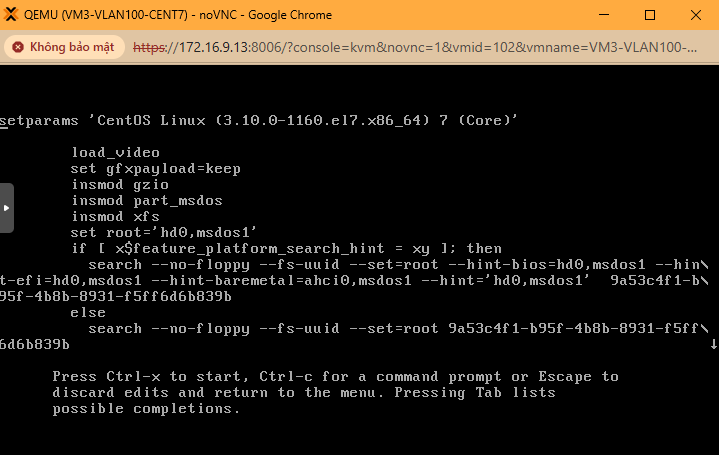 QEMU (VM3-VLAN100-CENT7) - noVNC - Google Chrome
Không bảo mật https://172.16.9.13:8006/?console=kvm&novnc=1&vmid=102&vmname=VM3-VLAN100-...
setparams 'CentOS Linux (3.10.0-1160.el7.x86_64) 7 (Core)'
load_video
set gfxpayload=keep
insmod gzio
insmod part_msdos
insmod xfs
set root='hd0,msdos1'
if [ x$feature_platform_search_hint = xy ]; then
search --no-floppy --fs-uuid --set=root --hint-bios=hd0,msdos1 --hin\
t-efi=hd0,msdos1 --hint-baremetal=ahci0,msdos1 --hint='hd0,msdos1'  9a53c4f1-b\
95f-4b8b-8931-f5ff6d6b839b
else
search --no-floppy --fs-uuid --set=root 9a53c4f1-b95f-4b8b-8931-f5ff\
6d6b839b
Press Ctrl-x to start, Ctrl-c for a command prompt or Escape to
discard edits and return to the menu. Pressing Tab lists
possible completions.